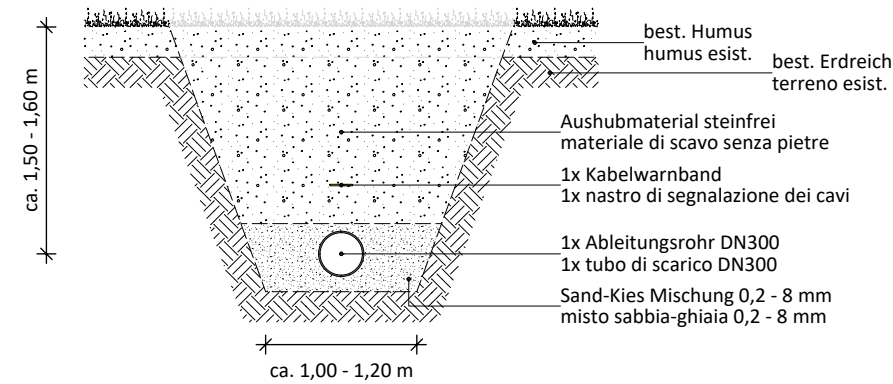 best. Humus
humus esist.
best. Erdreich
terreno esist.
ca. 1,50 - 1,60 m
Aushubmaterial steinfrei
materiale di scavo senza pietre
1x Kabelwarnband
1x nastro di segnalazione dei cavi
1x Ableitungsrohr DN300
1x tubo di scarico DN300
Sand-Kies Mischung 0,2 - 8 mm
misto sabbia-ghiaia 0,2 - 8 mm
ca. 1,00 - 1,20 m